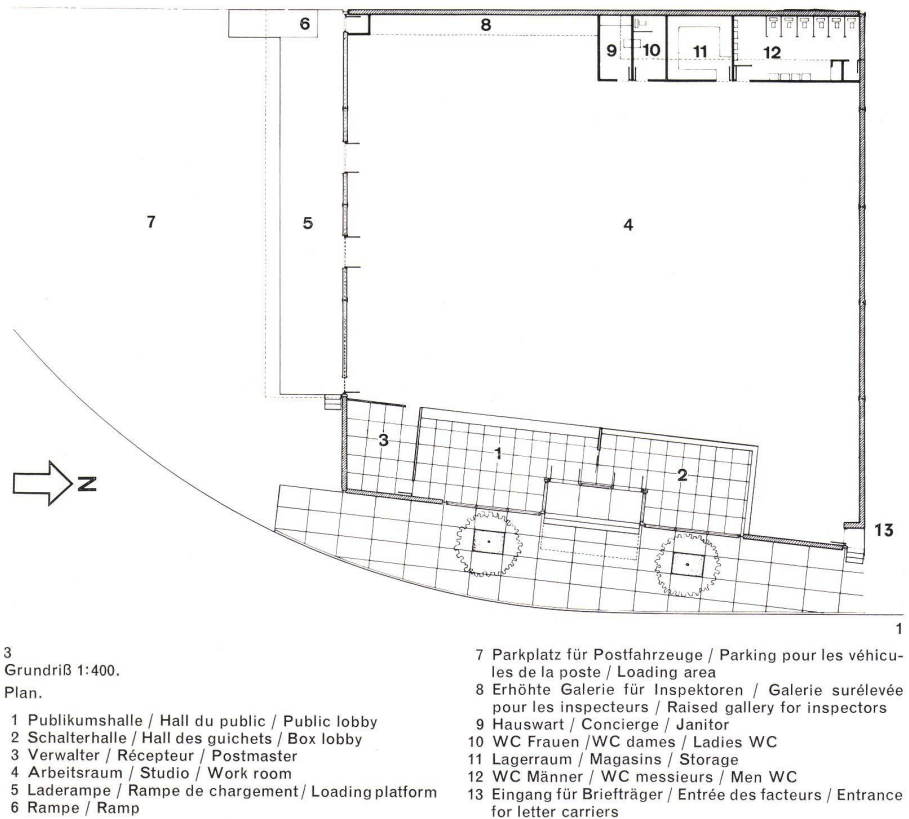 6
8
9
10
11
12
7
5
4
3
1
2
N
13
1
3
Grundriß 1:400.
Plan.
1 Publikumshalle / Hall du public / Public lobby
2 Schalterhalle / Hall des guichets / Box lobby
3 Verwalter / Récepteur / Postmaster
4 Arbeitsraum / Studio / Work room
5 Laderampe / Rampe de chargement / Loading platform
6 Rampe / Ramp
7 Parkplatz für Postfahrzeuge / Parking pour les véhicu-
les de la poste / Loading area
8 Erhöhte Galerie für Inspektoren / Galerie surélevée
pour les inspecteurs / Raised gallery for inspectors
9 Hauswart / Concierge / Janitor
10 WC Frauen / WC dames / Ladies WC
11 Lagerraum / Magasins / Storage
12 WC Männer / WC messieurs / Men WC
13 Eingang für Briefträger / Entrée des facteurs / Entrance
for letter carriers